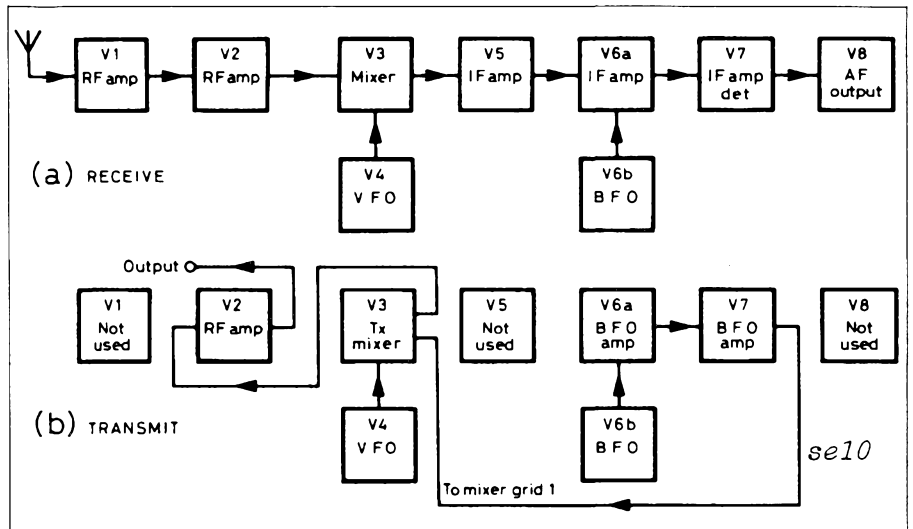 V1
RF amp
V2
RF amp
V3
Mixer
V5
IF amp
V6a
IF amp
V7
IF amp
det
V8
AF
output
(a) RECEIVE
V4
VFO
V6b
BFO
Output
V1
Not
used
V2
RF amp
V3
Tx
mixer
V5
Not
used
V6a
BFO
amp
V7
BFO
amp
V8
Not
used
(b) TRANSMIT
V4
VFO
V6b
BFO
se10
To mixer grid 1